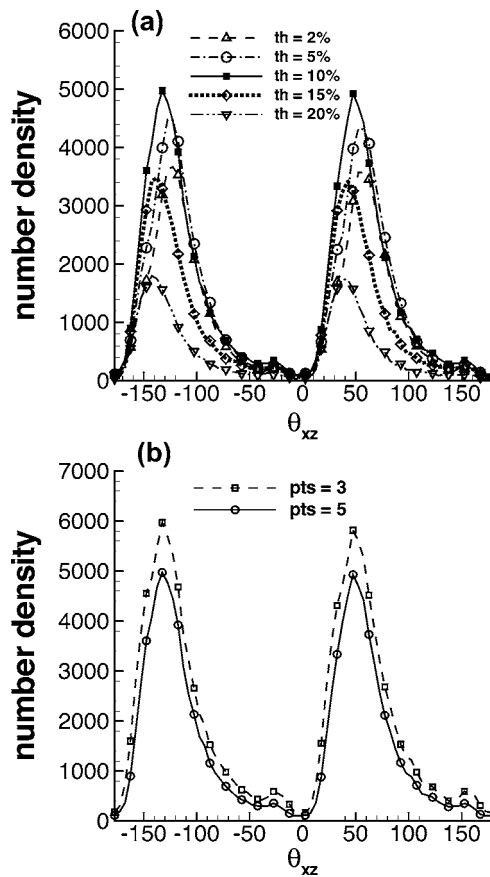 (a)
th = 2%
th = 5%
th = 10%
th = 15%
th = 20%
number density
6000
5000
4000
3000
2000
1000
0
-150 -100 -50 0 50 100 150
θxz
(b)
pts = 3
pts = 5
number density
7000
6000
5000
4000
3000
2000
1000
0
-150 -100 -50 0 50 100 150
θxz